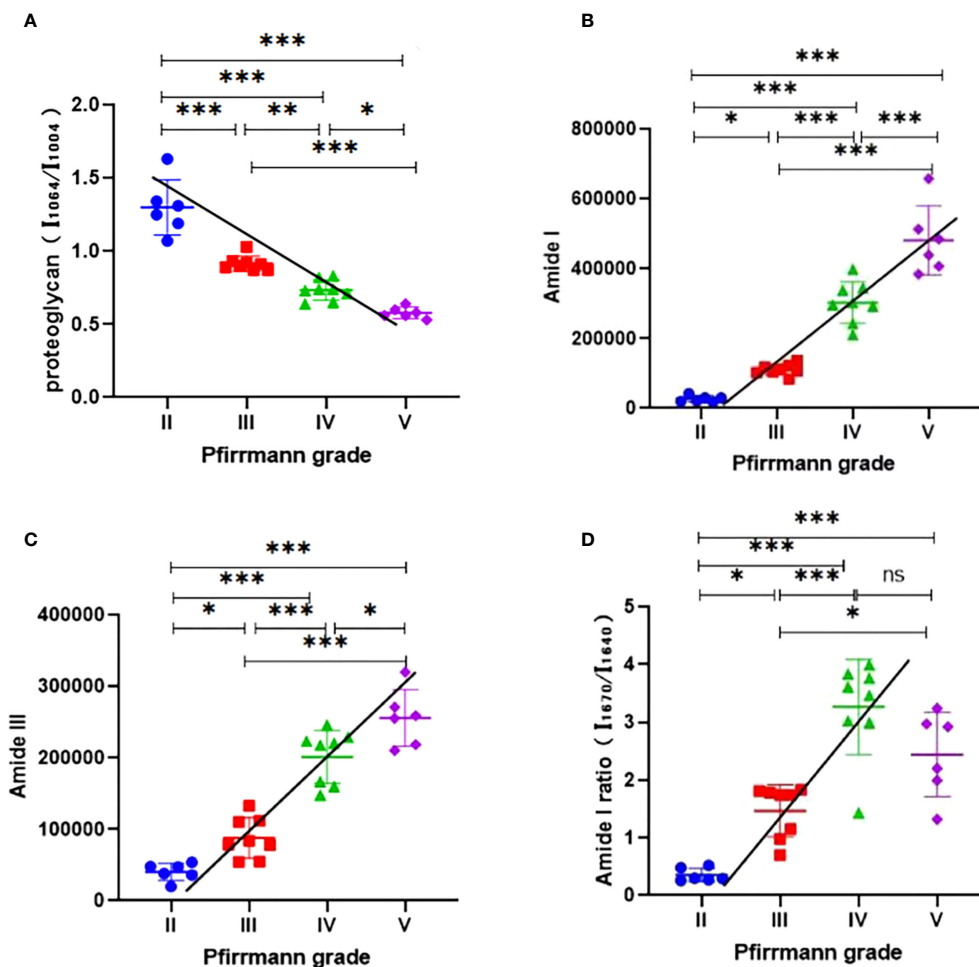 A
***
***
*** ** *
***
2.0
1.5
1.0
0.5
0.0
proteoglycan ( I1064/I1004)
II III IV V
Pfirrmann grade
B
***
***
* *** ***
***
800000
600000
400000
200000
0
Amide I
II III IV V
Pfirrmann grade
C
***
***
* *** *
***
400000
300000
200000
100000
0
Amide III
II III IV V
Pfirrmann grade
D
***
***
* *** ns
*
5
4
3
2
1
0
Amide I ratio ( I1670/I1640)
II III IV V
Pfirrmann grade